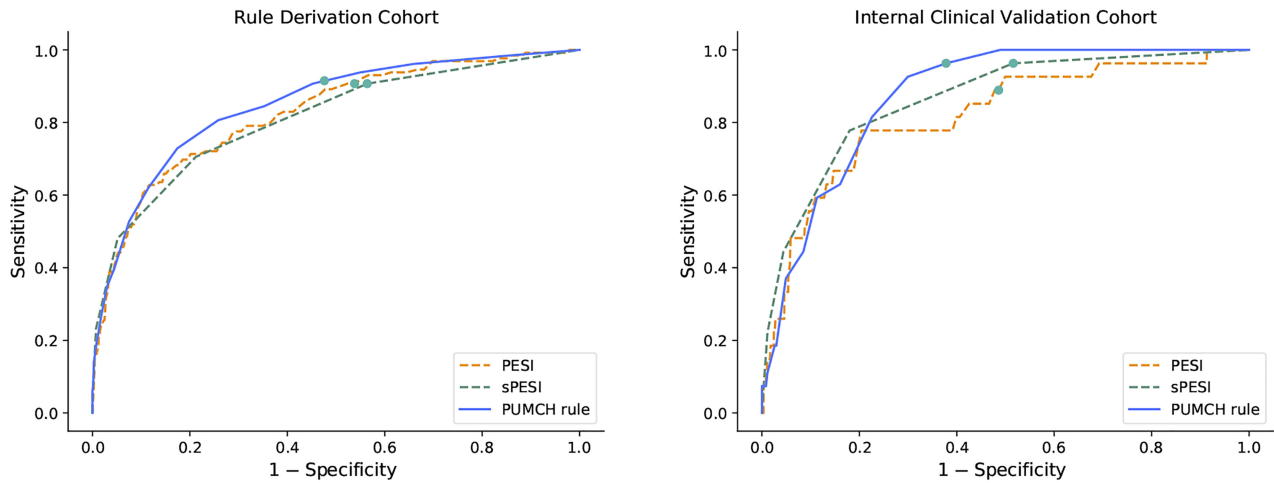 Rule Derivation Cohort
Sensitivity
1.0
0.8
0.6
0.4
0.2
0.0
0.0 0.2 0.4 0.6 0.8 1.0
1 − Specificity
PESI
sPESI
PUMCH rule
Internal Clinical Validation Cohort
Sensitivity
1.0
0.8
0.6
0.4
0.2
0.0
0.0 0.2 0.4 0.6 0.8 1.0
1 − Specificity
PESI
sPESI
PUMCH rule